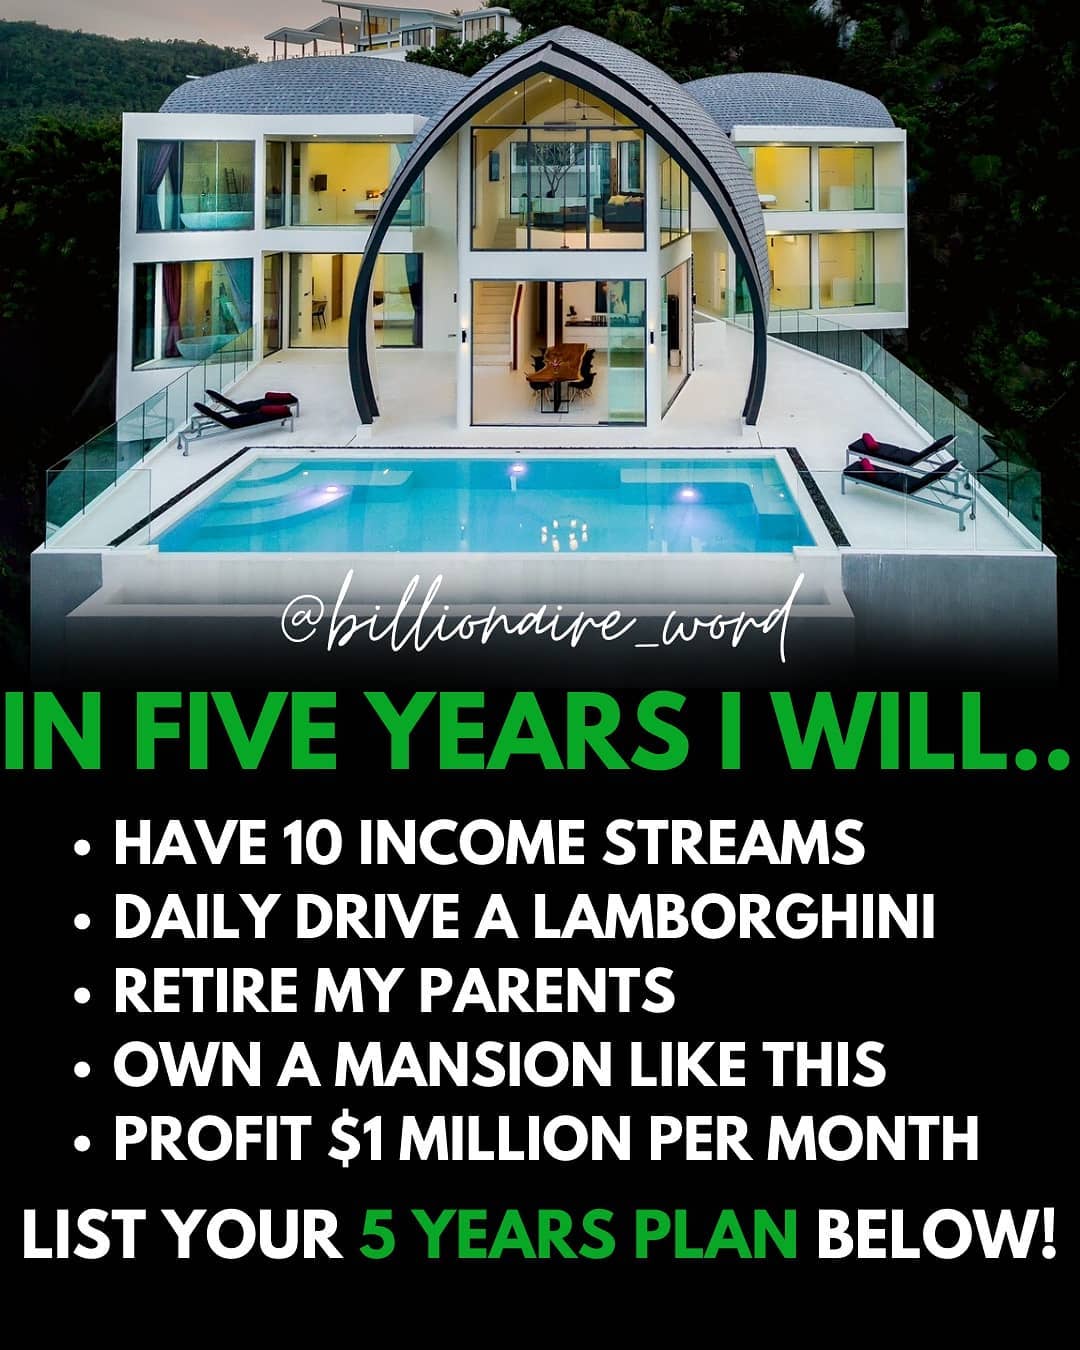 @billionaire_word
IN FIVE YEARS I WILL..
• HAVE 10 INCOME STREAMS
• DAILY DRIVE A LAMBORGHINI
• RETIRE MY PARENTS
• OWN A MANSION LIKE THIS
• PROFIT $1 MILLION PER MONTH
LIST YOUR 5 YEARS PLAN BELOW!